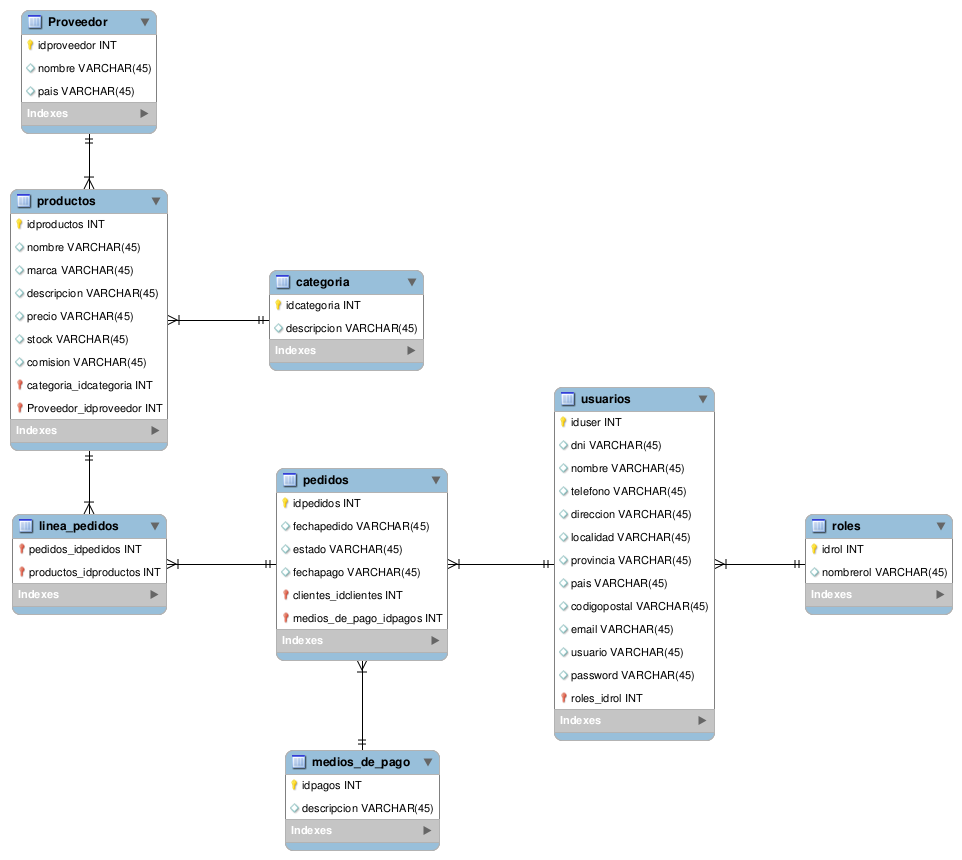 Proveedor
idproveedor INT
nombre VARCHAR(45)
pais VARCHAR(45)
Indexes
productos
idproductos INT
nombre VARCHAR(45)
marca VARCHAR(45)
descripcion VARCHAR(45)
precio VARCHAR(45)
stock VARCHAR(45)
comision VARCHAR(45)
categoria_idcategoria INT
Proveedor_idproveedor INT
Indexes
categoria
idcategoria INT
descripcion VARCHAR(45)
Indexes
linea_pedidos
pedidos_idpedidos INT
productos_idproductos INT
Indexes
pedidos
idpedidos INT
fechapedido VARCHAR(45)
estado VARCHAR(45)
fechapago VARCHAR(45)
clientes_idclientes INT
medios_de_pago_idpagos INT
Indexes
usuarios
iduser INT
dni VARCHAR(45)
nombre VARCHAR(45)
telefono VARCHAR(45)
direccion VARCHAR(45)
localidad VARCHAR(45)
provincia VARCHAR(45)
pais VARCHAR(45)
codigopostal VARCHAR(45)
email VARCHAR(45)
usuario VARCHAR(45)
password VARCHAR(45)
roles_idrol INT
Indexes
roles
idrol INT
nombrerol VARCHAR(45)
Indexes
medios_de_pago
idpagos INT
descripcion VARCHAR(45)
Indexes